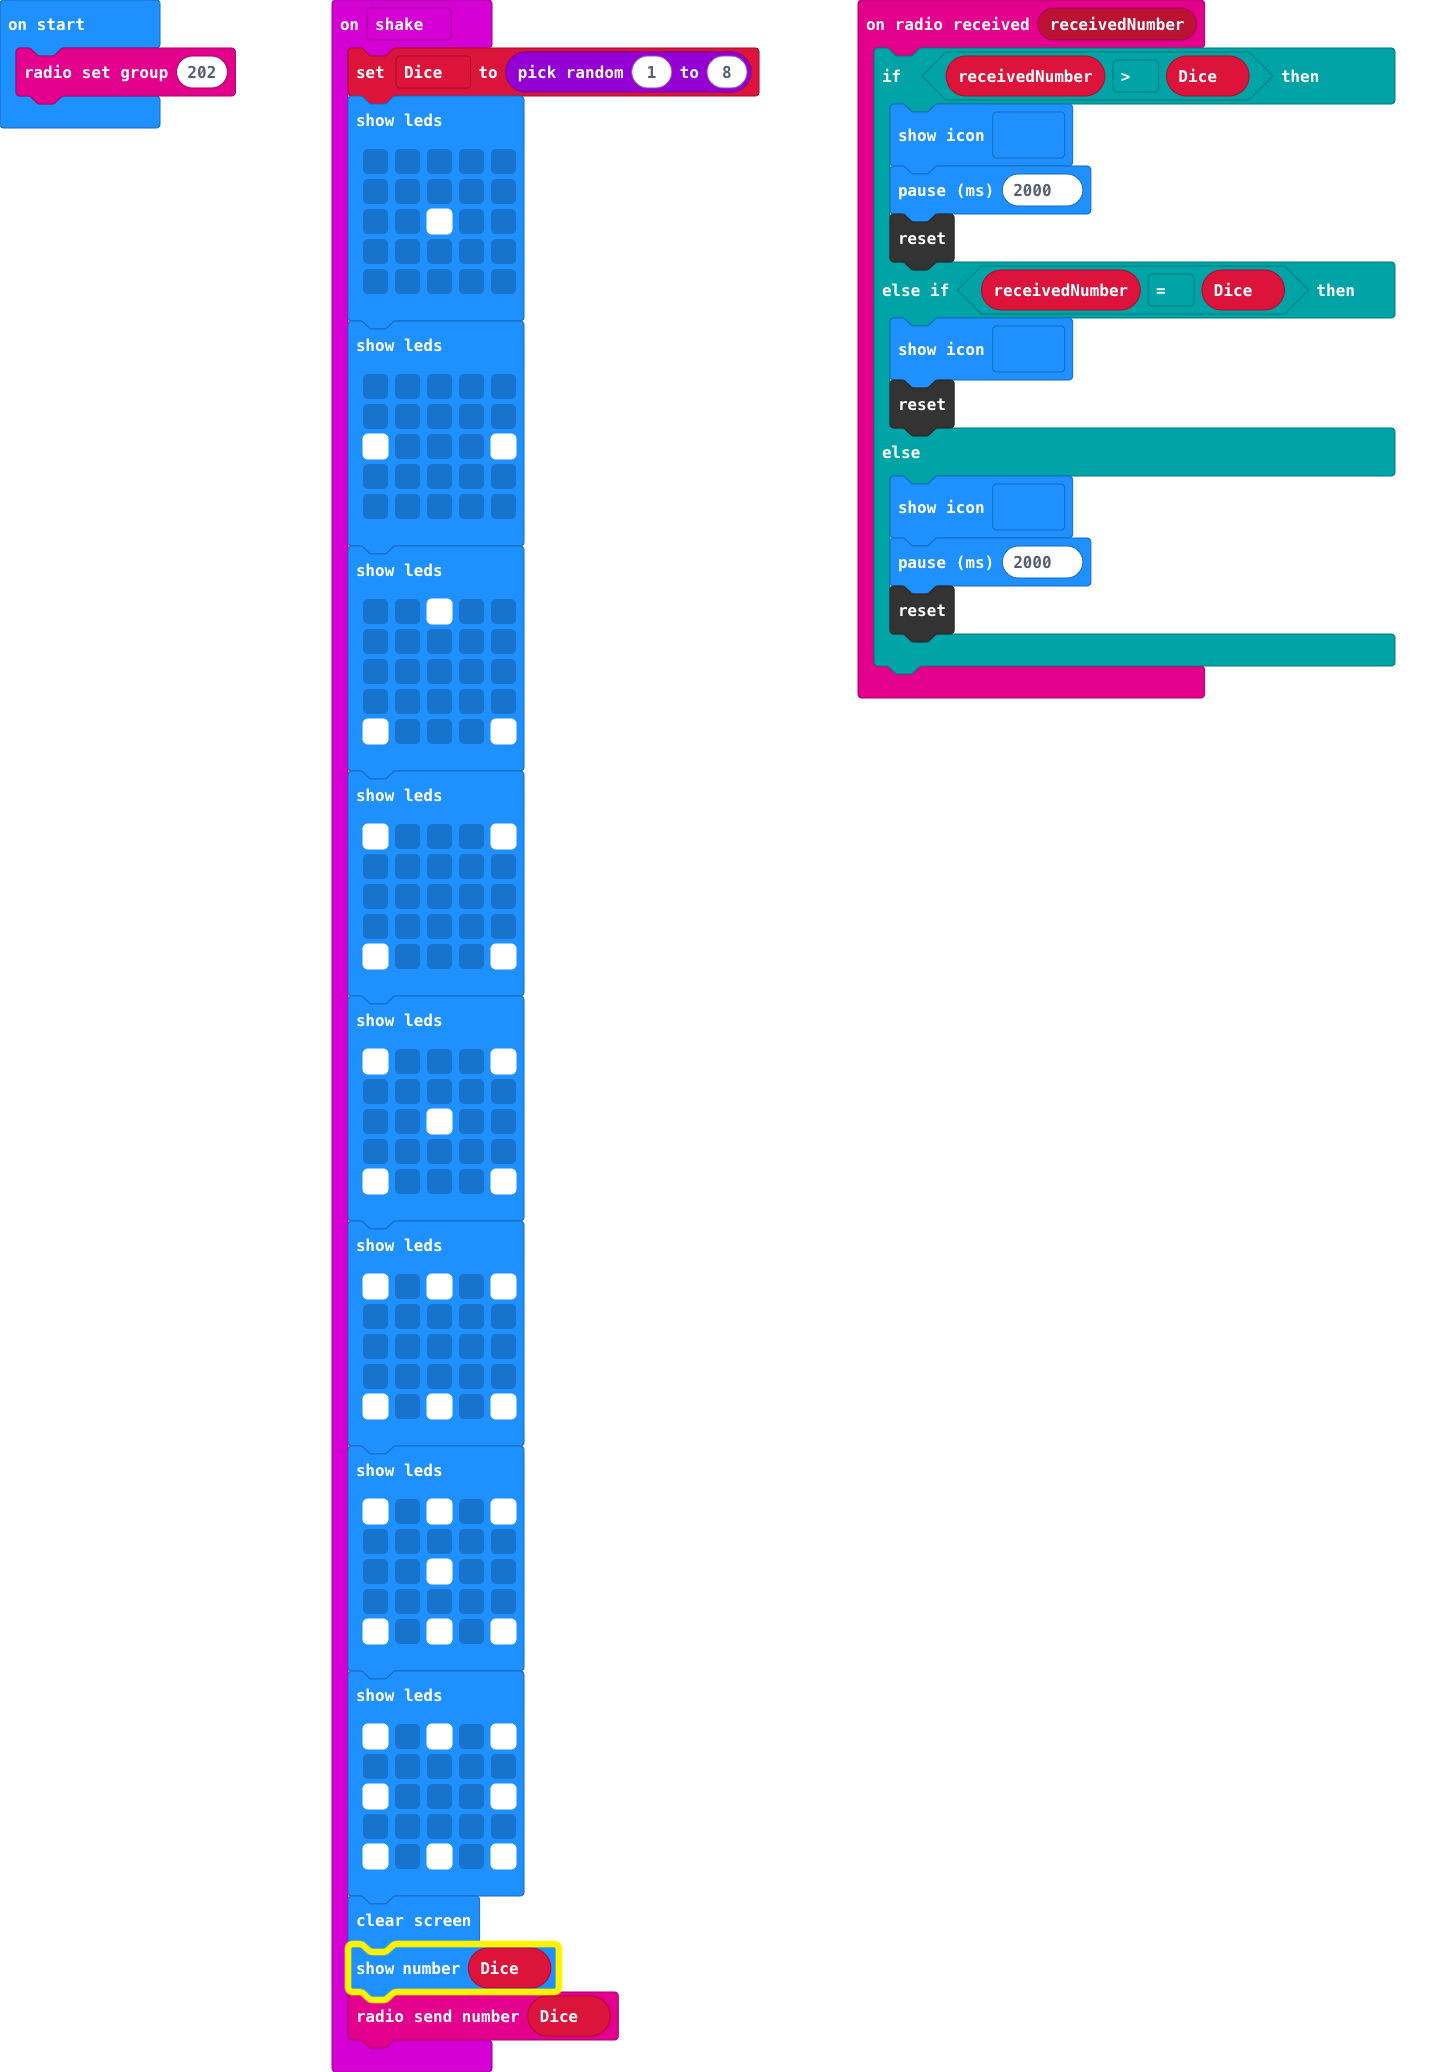 on start
radio set group 202
on shake
set Dice to pick random 1 to 8
show leds
show leds
show leds
show leds
show leds
show leds
show leds
show leds
clear screen
show number Dice
radio send number Dice
on radio received receivedNumber
if receivedNumber > Dice then
show icon
pause (ms) 2000
reset
else if receivedNumber = Dice then
show icon
reset
else
show icon
pause (ms) 2000
reset